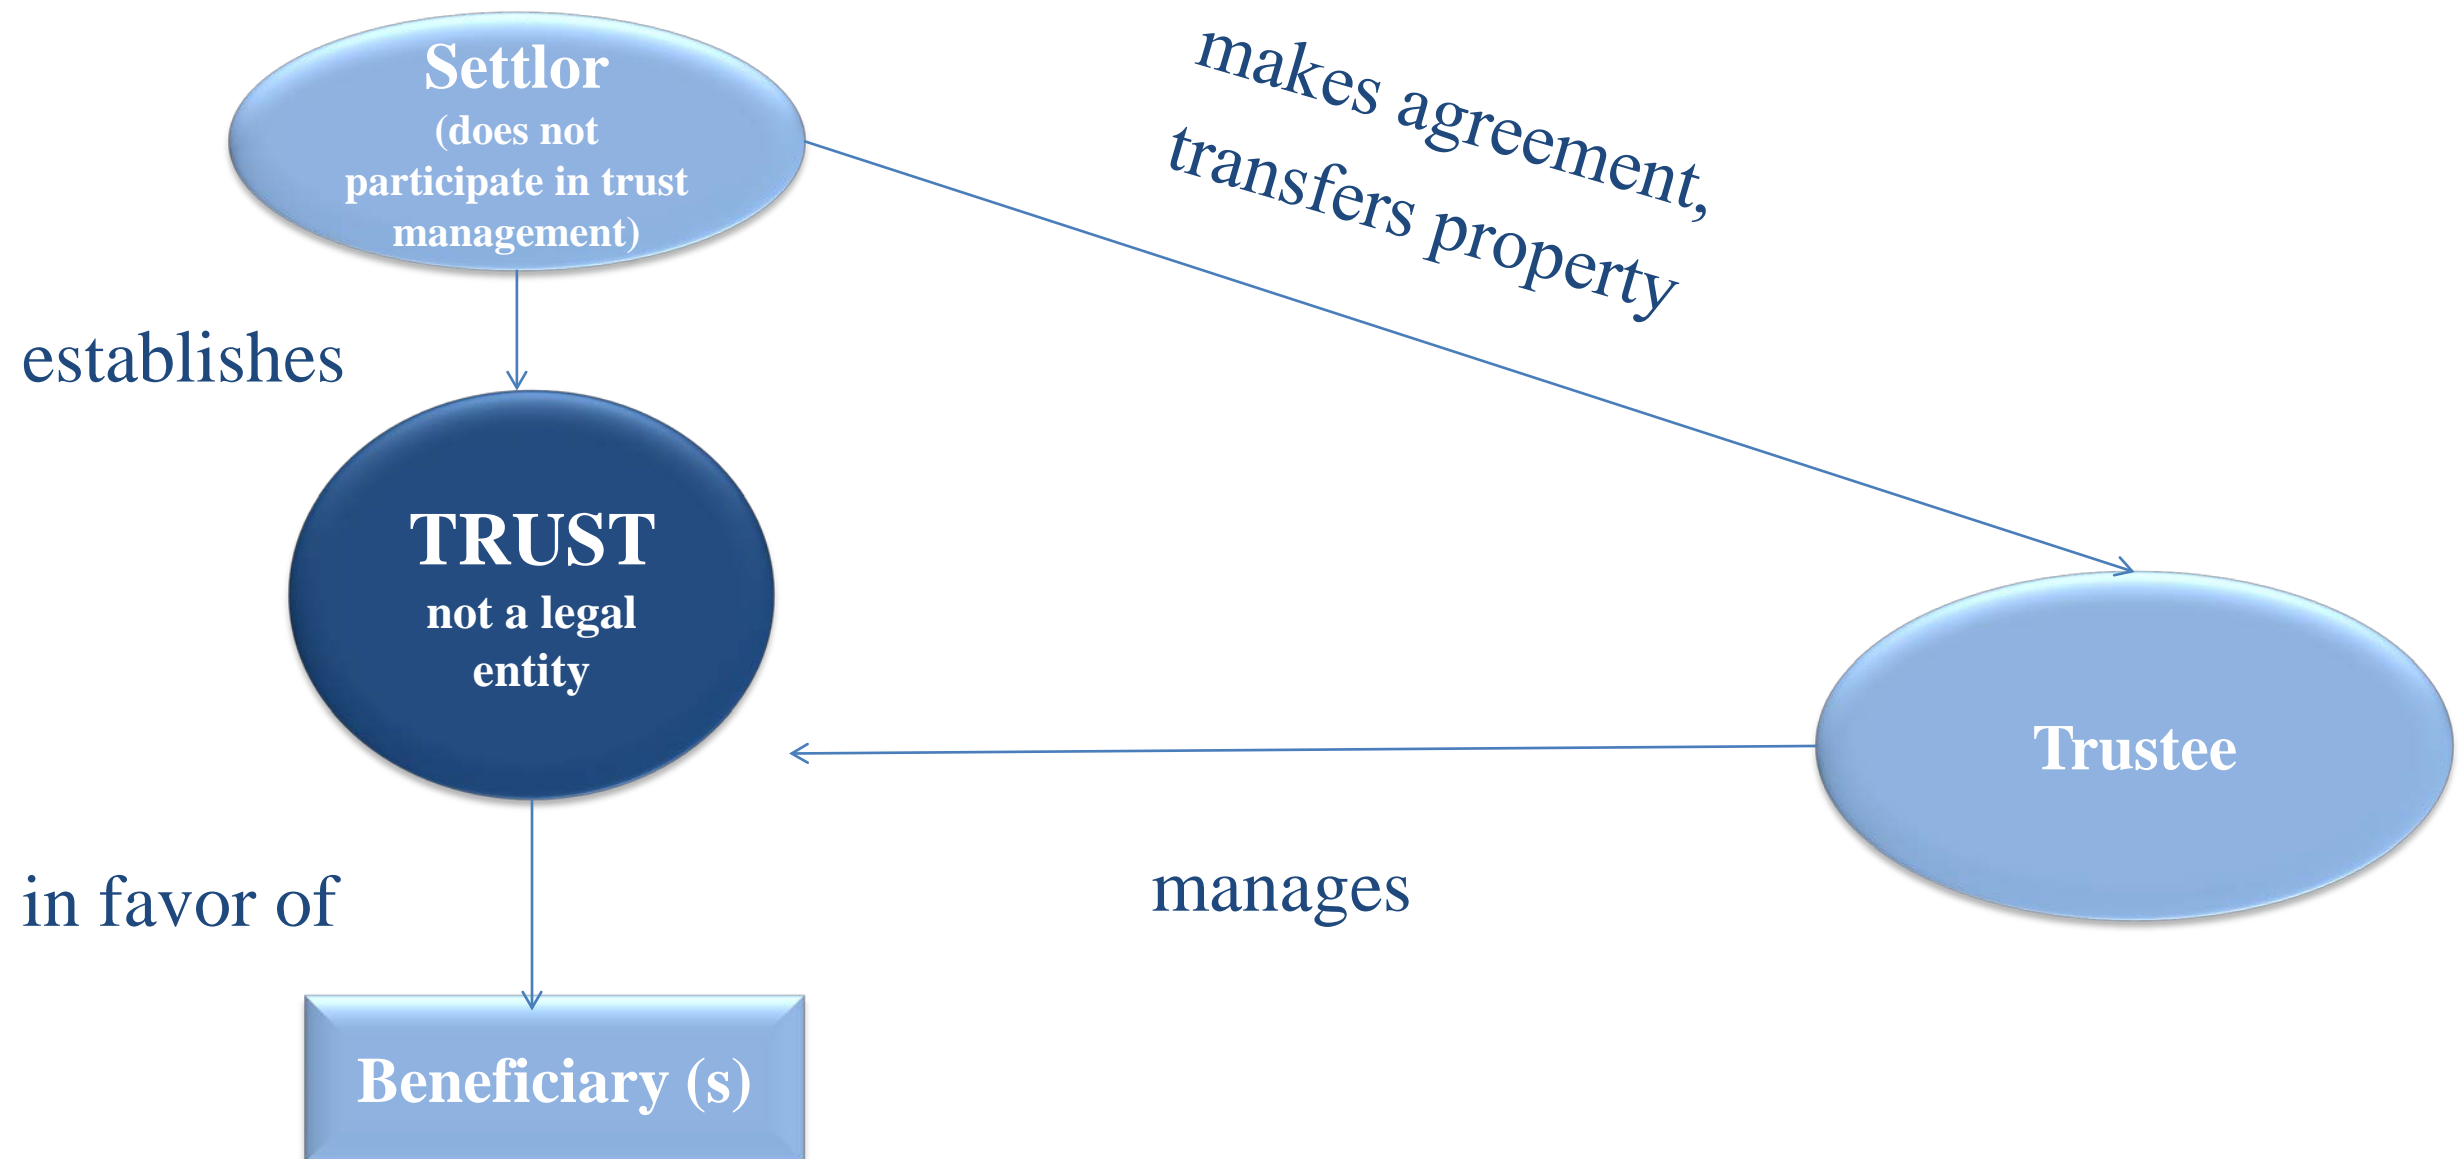 Settlor
(does not
participate in trust
management)
makes agreement,
transfers property
establishes
TRUST
not a legal
entity
Trustee
manages
in favor of
Beneficiary (s)